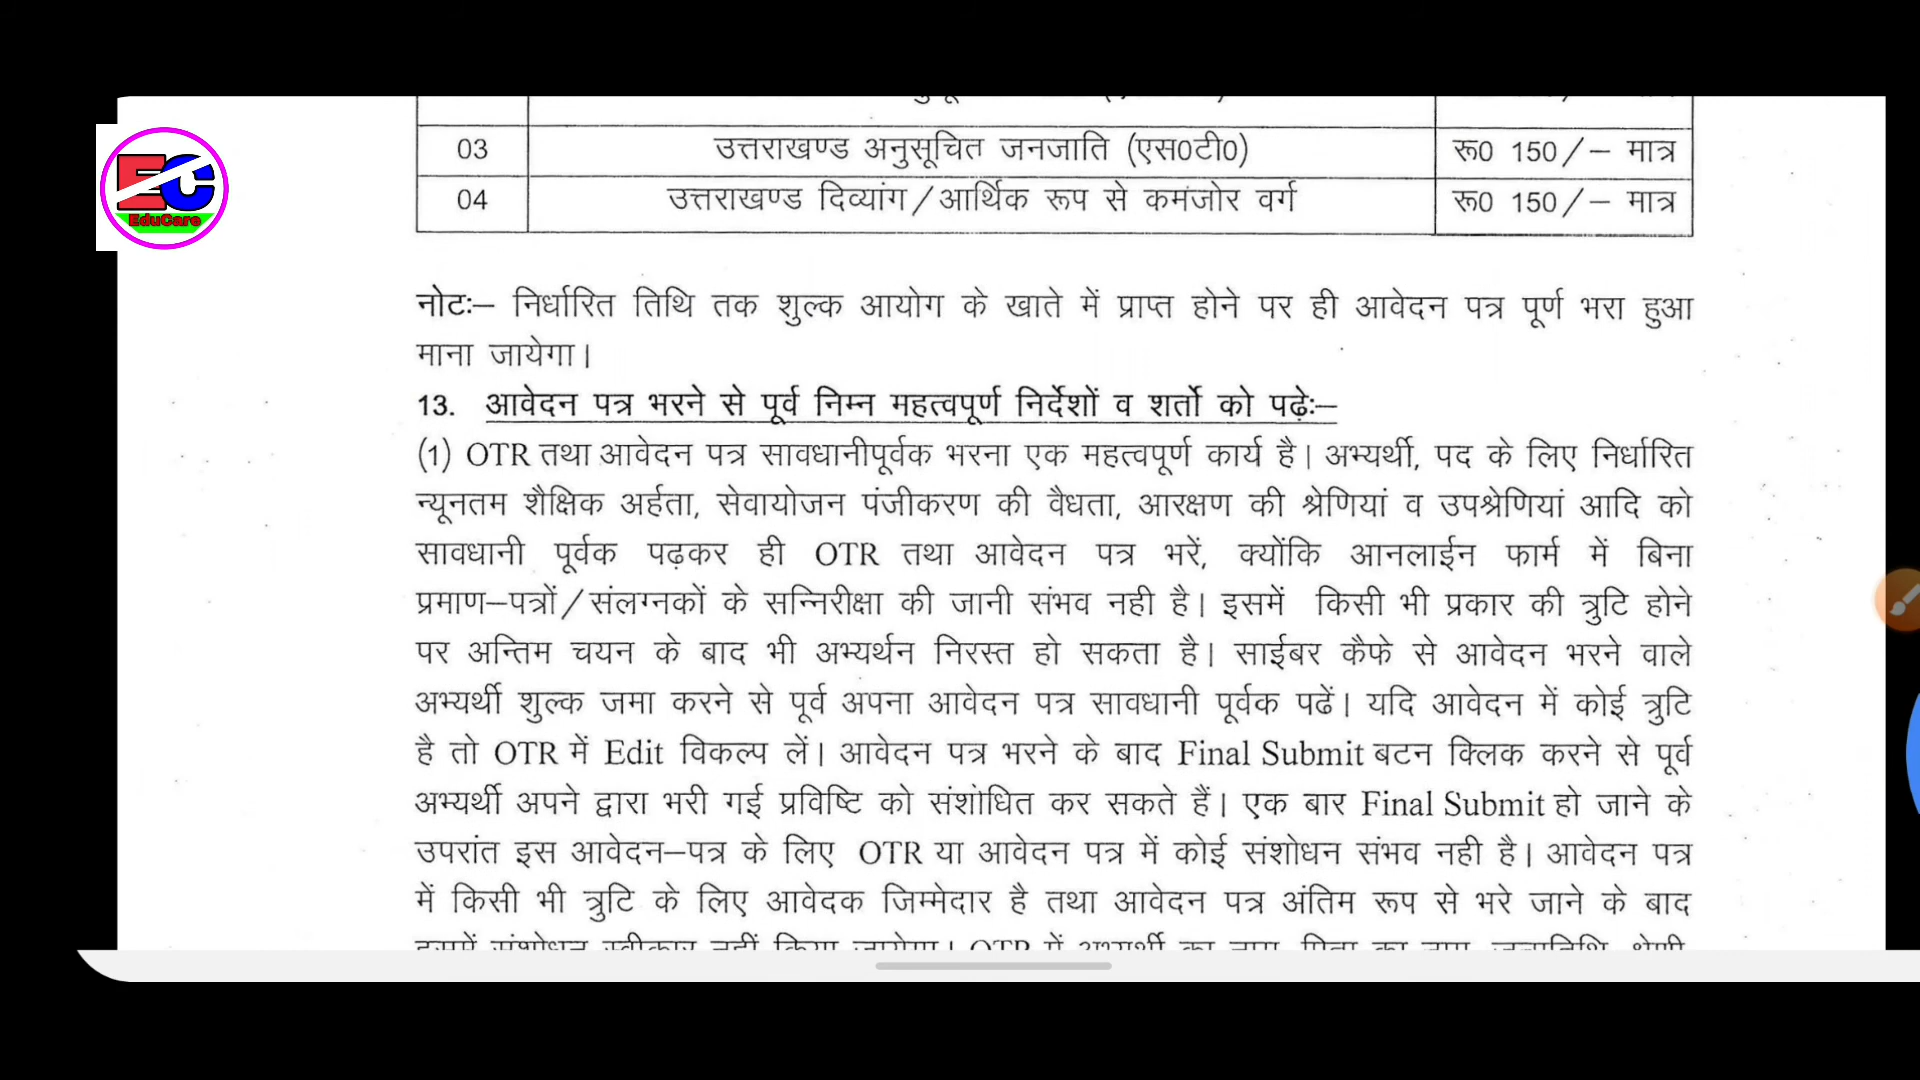 03 उत्तराखण्ड अनुसूचित जनजाति (एस0टी0) रू0 150/– मात्र
04 उत्तराखण्ड दिव्यांग/आर्थिक रूप से कमजोर वर्ग रू0 150/– मात्र
EC
EduCare
नोटः– निर्धारित तिथि तक शुल्क आयोग के खाते में प्राप्त होने पर ही आवेदन पत्र पूर्ण भरा हुआ
माना जायेगा।
13. आवेदन पत्र भरने से पूर्व निम्न महत्वपूर्ण निर्देशों व शर्तो को पढ़ेः–
(1) OTR तथा आवेदन पत्र सावधानीपूर्वक भरना एक महत्वपूर्ण कार्य है। अभ्यर्थी, पद के लिए निर्धारित
न्यूनतम शैक्षिक अर्हता, सेवायोजन पंजीकरण की वैधता, आरक्षण की श्रेणियां व उपश्रेणियां आदि को
सावधानी पूर्वक पढ़कर ही OTR तथा आवेदन पत्र भरें, क्योंकि आनलाईन फार्म में बिना
प्रमाण–पत्रों/संलग्नकों के सन्निरीक्षा की जानी संभव नही है। इसमें किसी भी प्रकार की त्रुटि होने
पर अन्तिम चयन के बाद भी अभ्यर्थन निरस्त हो सकता है। साईबर कैफे से आवेदन भरने वाले
अभ्यर्थी शुल्क जमा करने से पूर्व अपना आवेदन पत्र सावधानी पूर्वक पढें। यदि आवेदन में कोई त्रुटि
है तो OTR में Edit विकल्प लें। आवेदन पत्र भरने के बाद Final Submit बटन क्लिक करने से पूर्व
अभ्यर्थी अपने द्वारा भरी गई प्रविष्टि को संशोधित कर सकते हैं। एक बार Final Submit हो जाने के
उपरांत इस आवेदन–पत्र के लिए OTR या आवेदन पत्र में कोई संशोधन संभव नही है। आवेदन पत्र
में किसी भी त्रुटि के लिए आवेदक जिम्मेदार है तथा आवेदन पत्र अंतिम रूप से भरे जाने के बाद